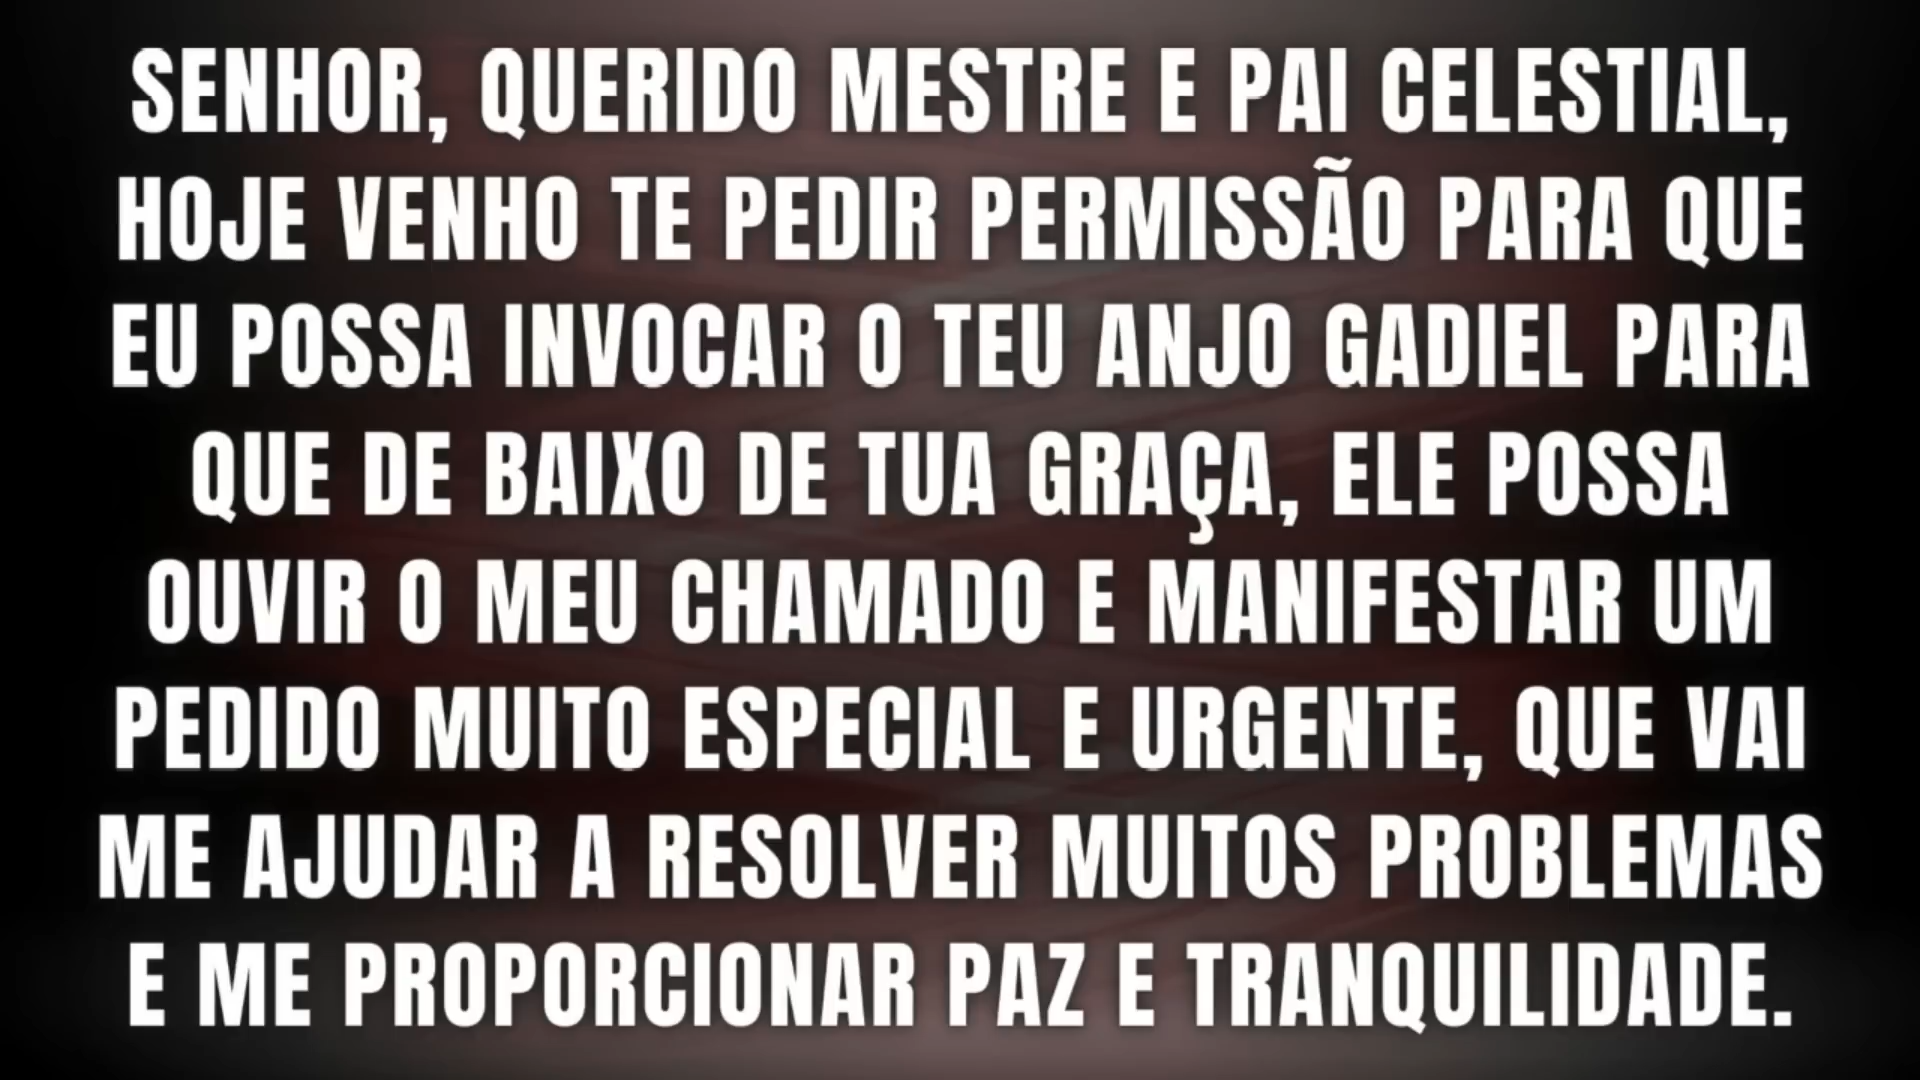 SENHOR, QUERIDO MESTRE E PAI CELESTIAL,
HOJE VENHO TE PEDIR PERMISSÃO PARA QUE
EU POSSA INVOCAR O TEU ANJO GADIEL PARA
QUE DE BAIXO DE TUA GRAÇA, ELE POSSA
OUVIR O MEU CHAMADO E MANIFESTAR UM
PEDIDO MUITO ESPECIAL E URGENTE, QUE VAI
ME AJUDAR A RESOLVER MUITOS PROBLEMAS
E ME PROPORCIONAR PAZ E TRANQUILIDADE.